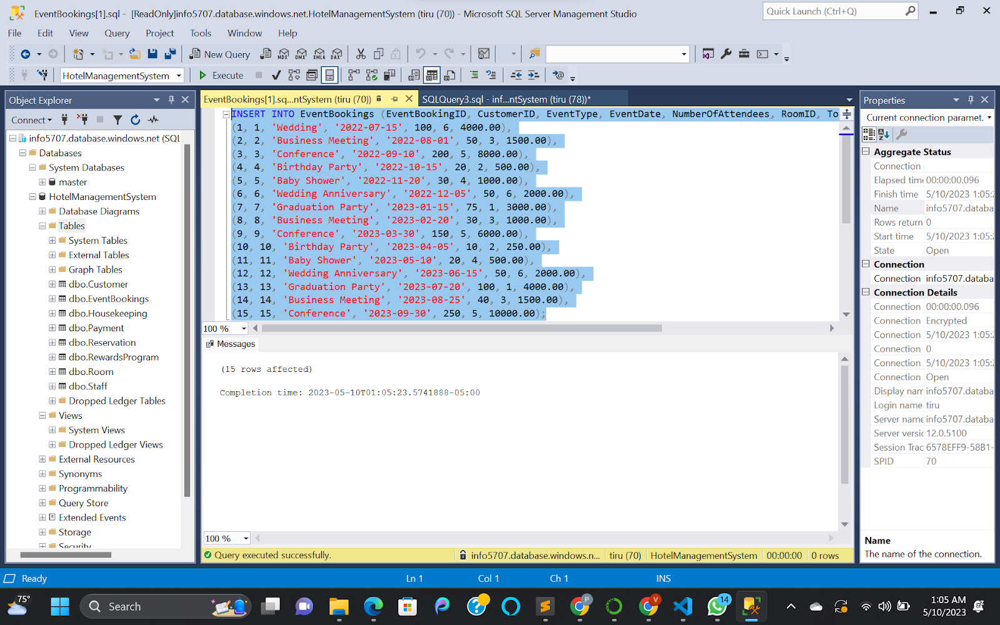 EventBookings[1].sql - [ReadOnly]info5707.database.windows.net.HotelManagementSystem (tiru (70)) - Microsoft SQL Server Management Studio
Quick Launch (Ctrl+Q)
File Edit View Query Project Tools Window Help
New Query MDX DMX XMLA DAX
HotelManagementSystem Execute
Object Explorer
Connect
info5707.database.windows.net (SQL
Databases
System Databases
master
HotelManagementSystem
Database Diagrams
Tables
System Tables
External Tables
Graph Tables
dbo.Customer
dbo.EventBookings
dbo.Housekeeping
dbo.Payment
dbo.Reservation
dbo.RewardsProgram
dbo.Room
dbo.Staff
Dropped Ledger Tables
Views
System Views
Dropped Ledger Views
External Resources
Synonyms
Programmability
Query Store
Extended Events
Storage
Security
EventBookings[1].sq...ntSystem (tiru (70)) SQLQuery3.sql - inf...ntSystem (tiru (78))*
INSERT INTO EventBookings (EventBookingID, CustomerID, EventType, EventDate, NumberOfAttendees, RoomID, To
(1, 1, 'Wedding', '2022-07-15', 100, 6, 4000.00),
(2, 2, 'Business Meeting', '2022-08-01', 50, 3, 1500.00),
(3, 3, 'Conference', '2022-09-10', 200, 5, 8000.00),
(4, 4, 'Birthday Party', '2022-10-15', 20, 2, 500.00),
(5, 5, 'Baby Shower', '2022-11-20', 30, 4, 1000.00),
(6, 6, 'Wedding Anniversary', '2022-12-05', 50, 6, 2000.00),
(7, 7, 'Graduation Party', '2023-01-15', 75, 1, 3000.00),
(8, 8, 'Business Meeting', '2023-02-20', 30, 3, 1000.00),
(9, 9, 'Conference', '2023-03-30', 150, 5, 6000.00),
(10, 10, 'Birthday Party', '2023-04-05', 10, 2, 250.00),
(11, 11, 'Baby Shower', '2023-05-10', 20, 4, 500.00),
(12, 12, 'Wedding Anniversary', '2023-06-15', 50, 6, 2000.00),
(13, 13, 'Graduation Party', '2023-07-20', 100, 1, 4000.00),
(14, 14, 'Business Meeting', '2023-08-25', 40, 3, 1500.00),
(15, 15, 'Conference', '2023-09-30', 250, 5, 10000.00);
100 %
Messages
(15 rows affected)
Completion time: 2023-05-10T01:05:23.5741888-05:00
100 %
Query executed successfully. info5707.database.windows.n... tiru (70) HotelManagementSystem 00:00:00 0 rows
Properties
Current connection paramet.
Aggregate Status
Connection
Elapsed time 00:00:00.096
Finish time 5/10/2023 1:05:2
Name info5707.databa
Rows return 0
Start time 5/10/2023 1:05:2
State Open
Connection
Connection info5707.databa
Connection Details
Connection 00:00:00.096
Connection Encrypted
Connection 5/10/2023 1:05:2
Connection 0
Connection 5/10/2023 1:05:2
Connection Open
Display nam info5707.databa
Login name tiru
Server name info5707.databa
Server versic 12.0.5100
Session Trac 6578EFF9-58B1-
SPID 70
Name
The name of the connection.
Ready Ln 1 Col 1 Ch 1 INS
75° Search P V 14 1:05 AM
5/10/2023